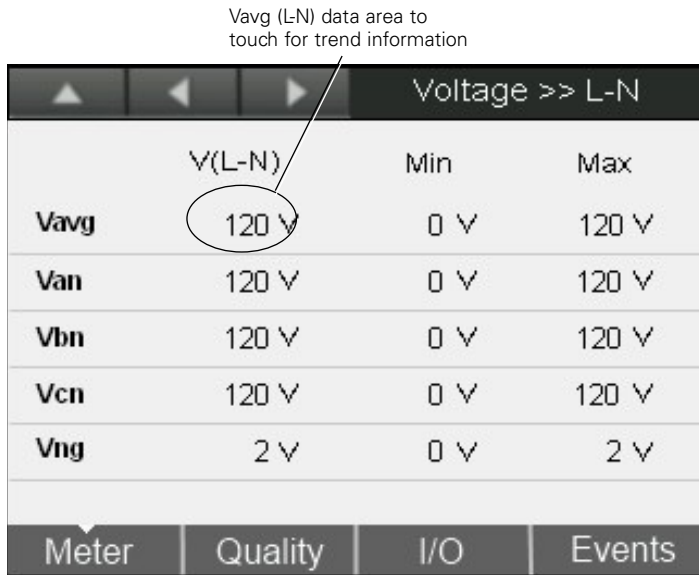 Vavg (L-N) data area to
touch for trend information
Voltage >> L-N
V(L-N) Min Max
Vavg 120 V 0 V 120 V
Van 120 V 0 V 120 V
Vbn 120 V 0 V 120 V
Vcn 120 V 0 V 120 V
Vng 2 V 0 V 2 V
Meter Quality I/O Events